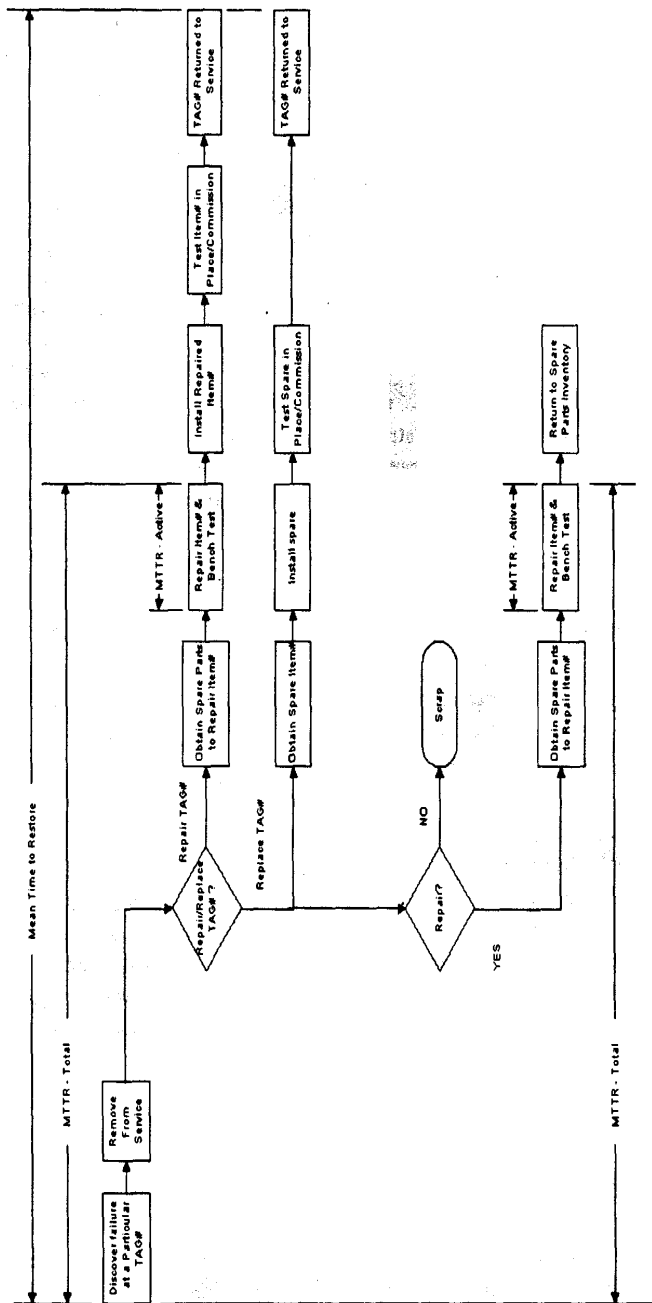 Mean Time to Restore
MTTR - Total
Discover failure
at a Particular
TAG#
Remove
From
Service
Repair/Replace
TAG# ?
Repair TAG#
Obtain Spare Parts
to Repair Item#
MTTR - Active
Repair Item# &
Bench Test
Install Repaired
Item#
Test Item# in
Place/Commission
TAG# Returned to
Service
Replace TAG#
Obtain Spare Item#
Install spare
Test Spare in
Place/Commission
TAG# Returned to
Service
Repair?
NO
Scrap
YES
Obtain Spare Parts
to Repair Item#
MTTR - Active
Repair Item# &
Bench Test
Return to Spare
Parts Inventory
MTTR - Total